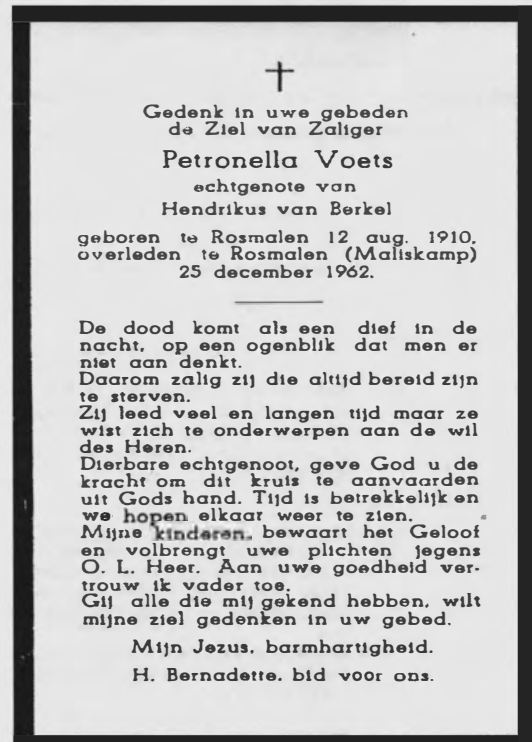 Gedenk in uwe gebeden
de Ziel van Zaliger
Petronella Voets
echtgenote van
Hendrikus van Berkel
geboren te Rosmalen 12 aug. 1910,
overleden te Rosmalen (Maliskamp)
25 december 1962.
De dood komt als een dief in de
nacht, op een ogenblik dat men er
niet aan denkt.
Daarom zalig zij die altijd bereid zijn
te sterven.
Zij leed veel en langen tijd maar ze
wist zich te onderwerpen aan de wil
des Heren.
Dierbare echtgenoot, geve God u de
kracht om dit kruis te aanvaarden
uit Gods hand. Tijd is betrekkelijk en
we hopen elkaar weer te zien.
Mijne kinderen, bewaart het Geloof
en volbrengt uwe plichten jegens
O. L. Heer. Aan uwe goedheid ver-
trouw ik vader toe.
Gij alle die mij gekend hebben, wilt
mijne ziel gedenken in uw gebed.
Mijn Jezus, barmhartigheid.
H. Bernadette, bid voor ons.